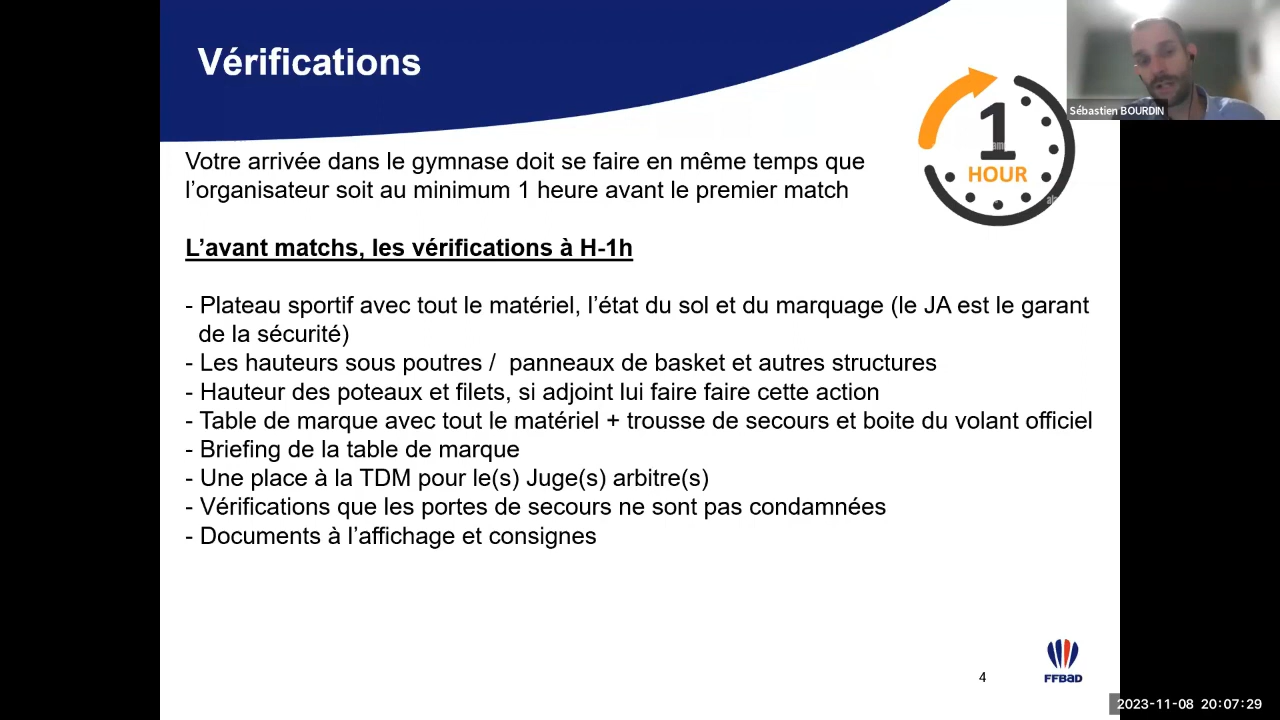 Vérifications
1
HOUR
Sébastien BOURDIN
Votre arrivée dans le gymnase doit se faire en même temps que
l’organisateur soit au minimum 1 heure avant le premier match
L’avant matchs, les vérifications à H-1h
- Plateau sportif avec tout le matériel, l’état du sol et du marquage (le JA est le garant
de la sécurité)
- Les hauteurs sous poutres / panneaux de basket et autres structures
- Hauteur des poteaux et filets, si adjoint lui faire faire cette action
- Table de marque avec tout le matériel + trousse de secours et boite du volant officiel
- Briefing de la table de marque
- Une place à la TDM pour le(s) Juge(s) arbitre(s)
- Vérifications que les portes de secours ne sont pas condamnées
- Documents à l’affichage et consignes
4
FFBaD
2023-11-08 20:07:29